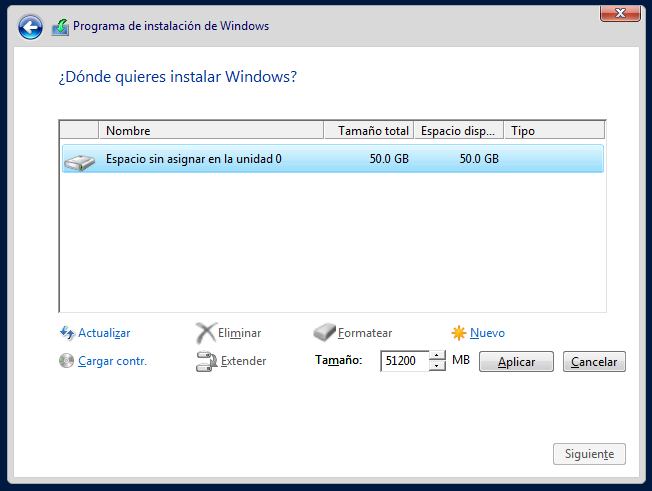 Programa de instalación de Windows
¿Dónde quieres instalar Windows?
Nombre Tamaño total Espacio disp... Tipo
Espacio sin asignar en la unidad 0 50.0 GB 50.0 GB
Actualizar Eliminar Formatear Nuevo
Cargar contr. Extender Tamaño: 51200 MB Aplicar Cancelar
Siguiente